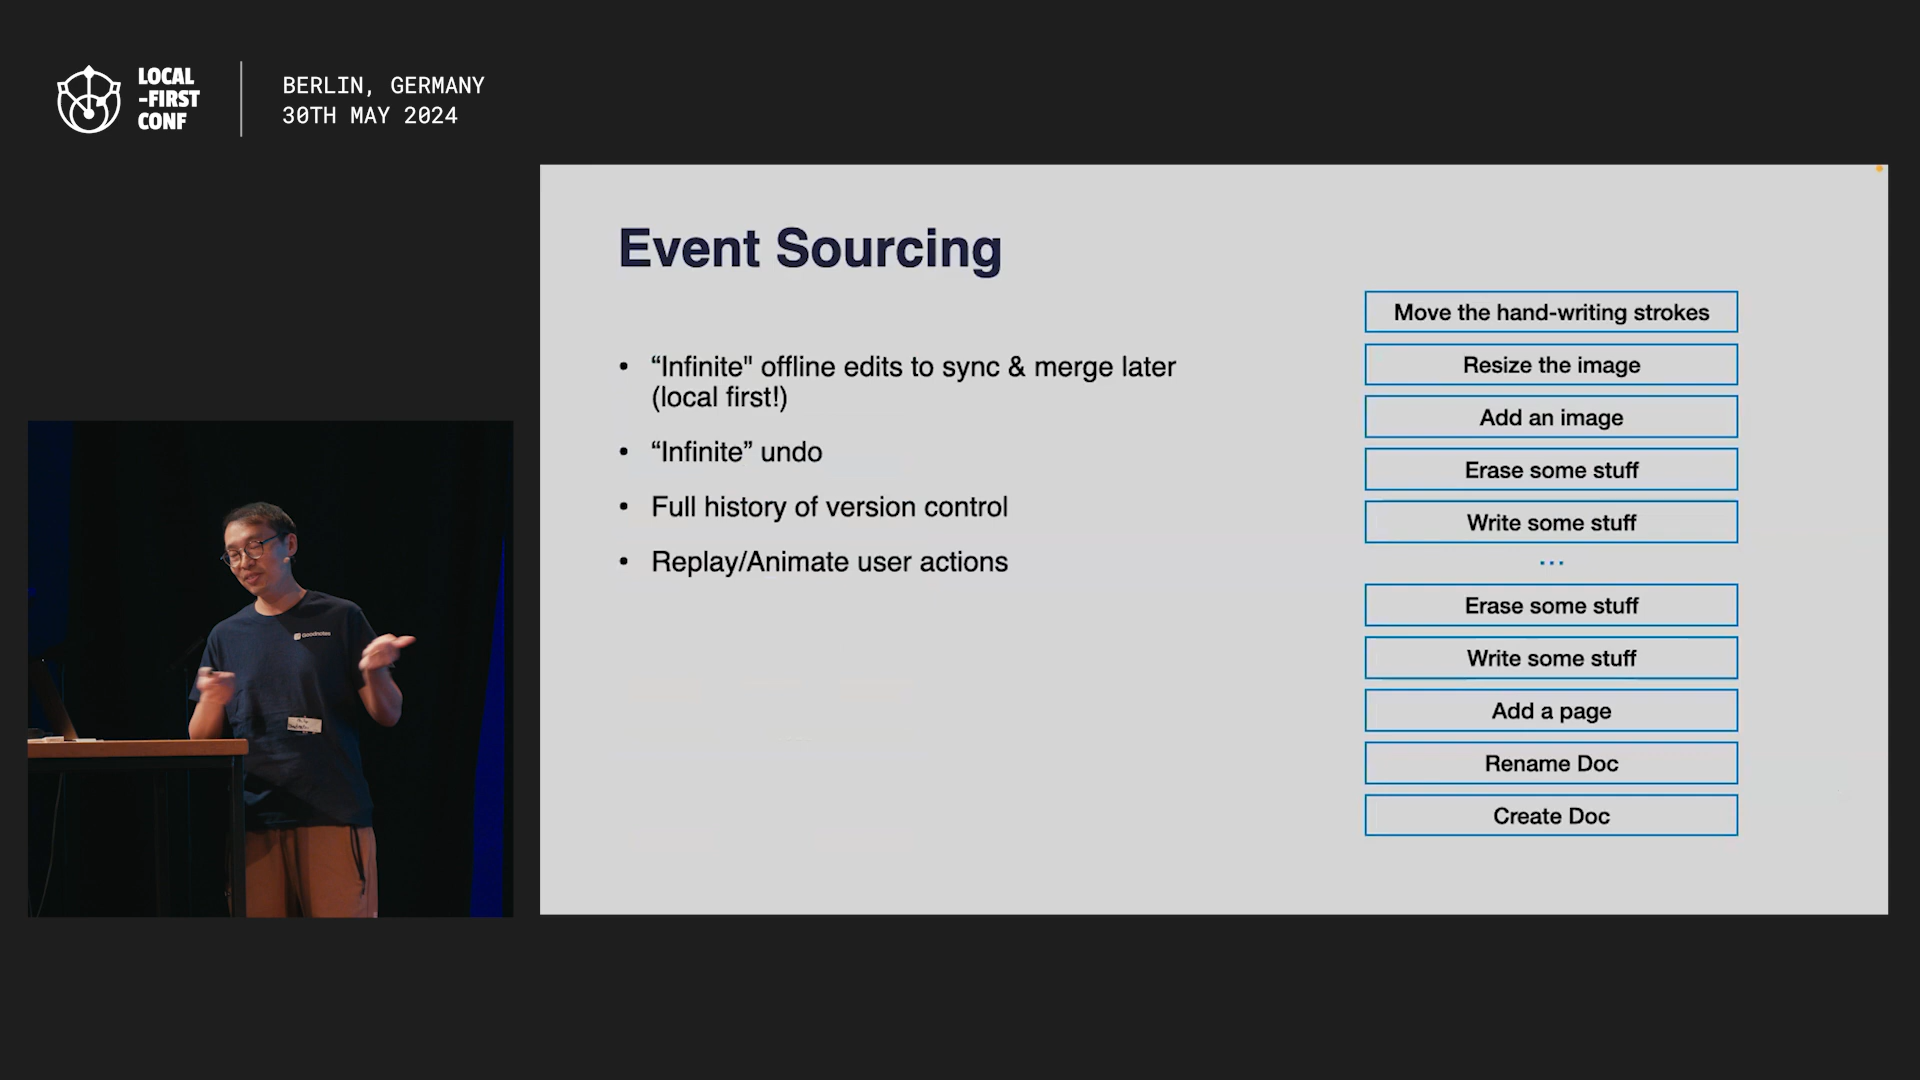 LOCAL
-FIRST
CONF
BERLIN, GERMANY
30TH MAY 2024
Event Sourcing
• “Infinite" offline edits to sync & merge later
(local first!)
• “Infinite” undo
• Full history of version control
• Replay/Animate user actions
Move the hand-writing strokes
Resize the image
Add an image
Erase some stuff
Write some stuff
...
Erase some stuff
Write some stuff
Add a page
Rename Doc
Create Doc
Goodnotes